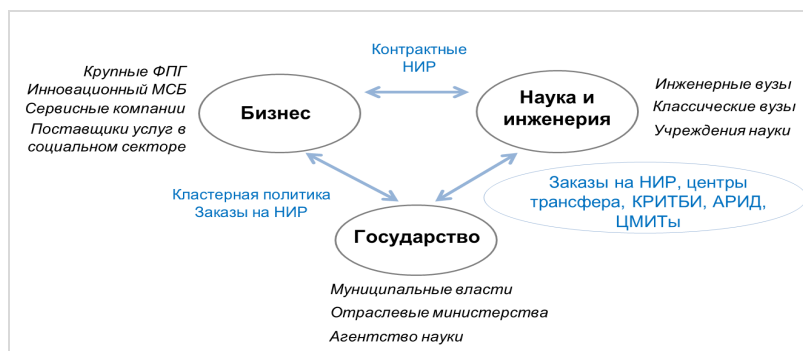 Контрактные
НИР
Крупные ФПГ
Инновационный МСБ
Сервисные компании
Поставщики услуг в
социальном секторе
Бизнес
Наука и
инженерия
Инженерные вузы
Классические вузы
Учреждения науки
Кластерная политика
Заказы на НИР
Заказы на НИР, центры
трансфера, КРИТБИ, АРИД,
ЦМИТы
Государство
Муниципальные власти
Отраслевые министерства
Агентство науки